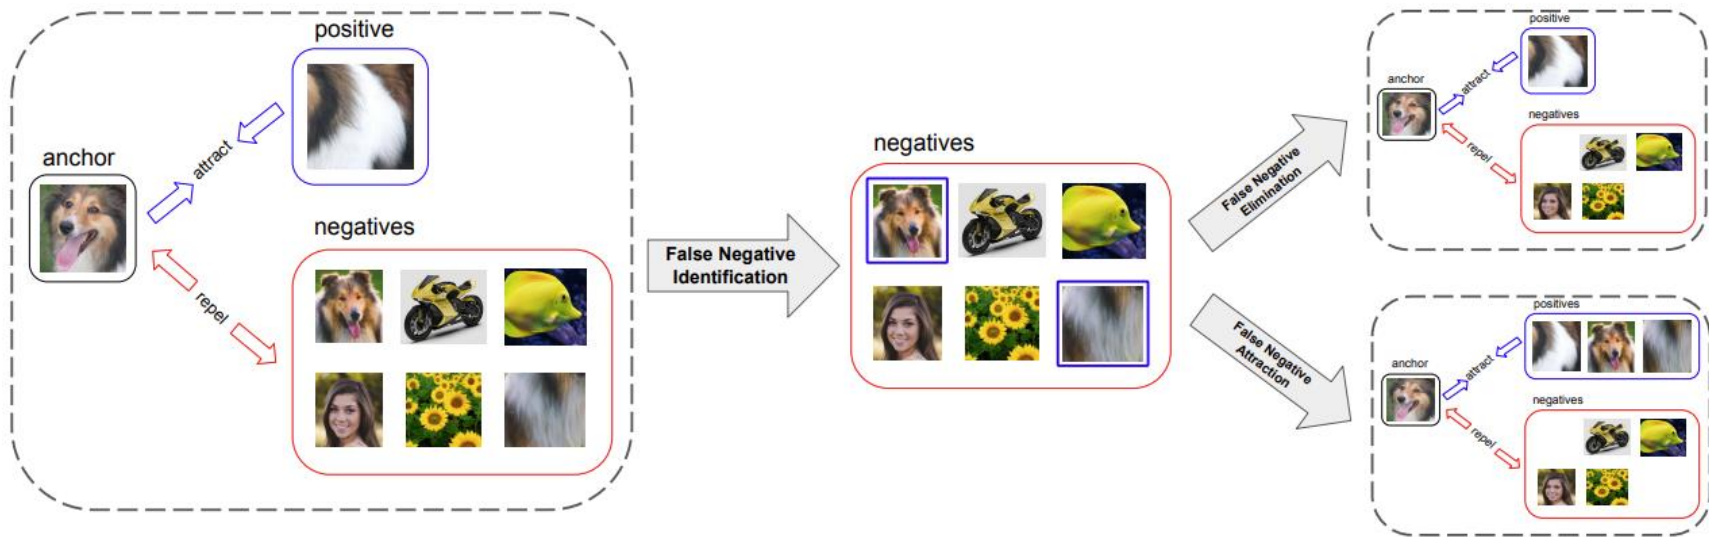 positive
attract
anchor
negatives
repel
False Negative
Identification
negatives
False Negative
Elimination
False Negative
Attraction
positive
anchor
attract
negatives
repel
positives
anchor
attract
negatives
repel